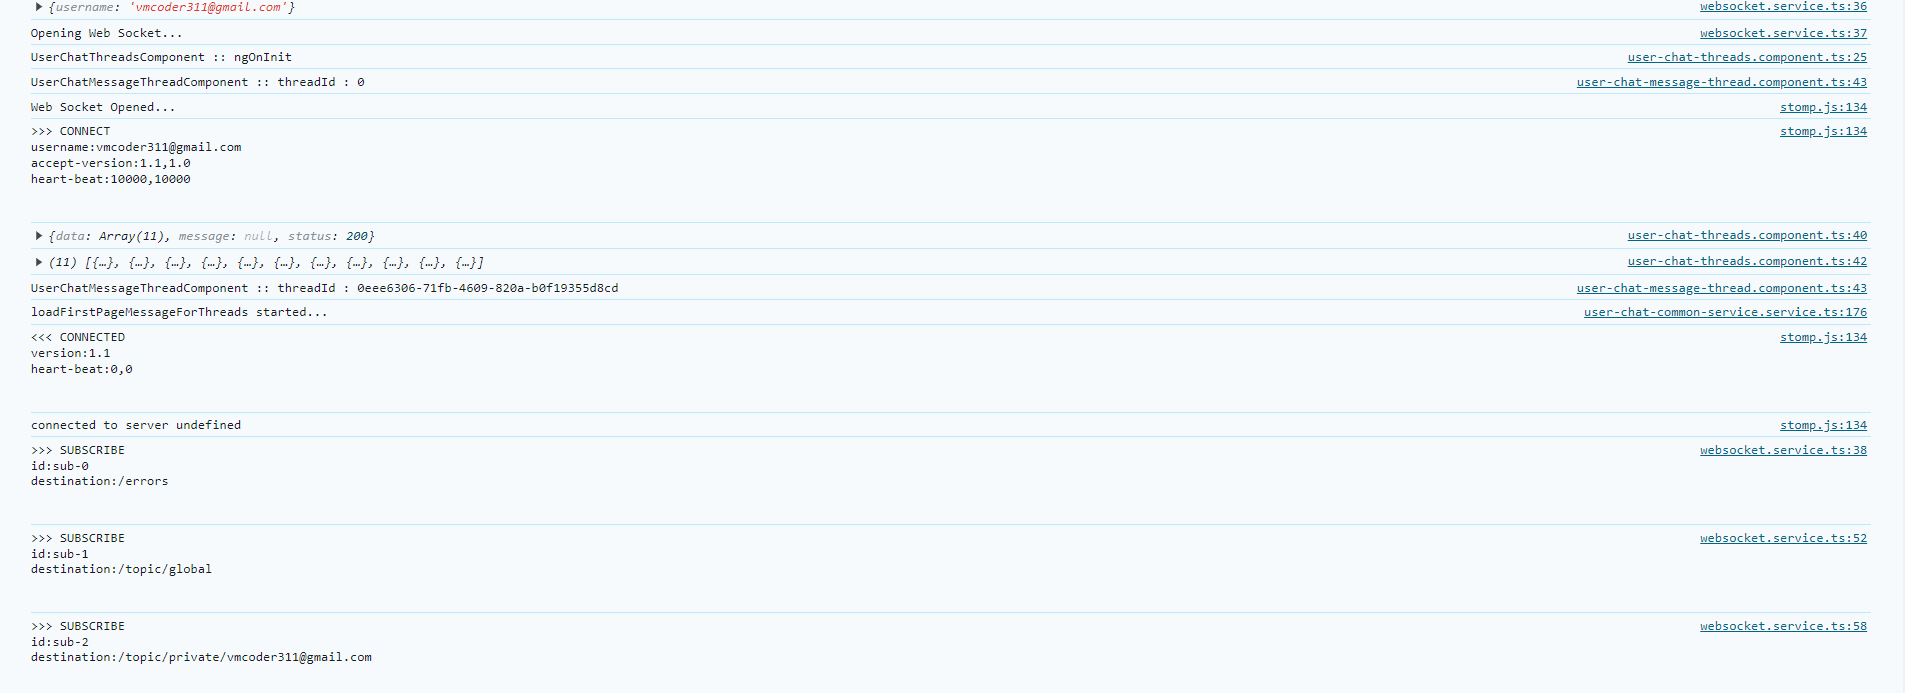 {username: 'vmcoder311@gmail.com'} websocket.service.ts:36
Opening Web Socket... websocket.service.ts:37
UserChatThreadsComponent :: ngOnInit user-chat-threads.component.ts:25
UserChatMessageThreadComponent :: threadId : 0 user-chat-message-thread.component.ts:43
Web Socket Opened... stomp.js:134
>>> CONNECT stomp.js:134
username:vmcoder311@gmail.com
accept-version:1.1,1.0
heart-beat:10000,10000
{data: Array(11), message: null, status: 200} user-chat-threads.component.ts:40
(11) [{…}, {…}, {…}, {…}, {…}, {…}, {…}, {…}, {…}, {…}, {…}] user-chat-threads.component.ts:42
UserChatMessageThreadComponent :: threadId : 0eee6306-71fb-4609-820a-b0f19355d8cd user-chat-message-thread.component.ts:43
loadFirstPageMessageForThreads started... user-chat-common-service.service.ts:176
<<< CONNECTED stomp.js:134
version:1.1
heart-beat:0,0
connected to server undefined stomp.js:134
>>> SUBSCRIBE websocket.service.ts:38
id:sub-0
destination:/errors
>>> SUBSCRIBE websocket.service.ts:52
id:sub-1
destination:/topic/global
>>> SUBSCRIBE websocket.service.ts:58
id:sub-2
destination:/topic/private/vmcoder311@gmail.com